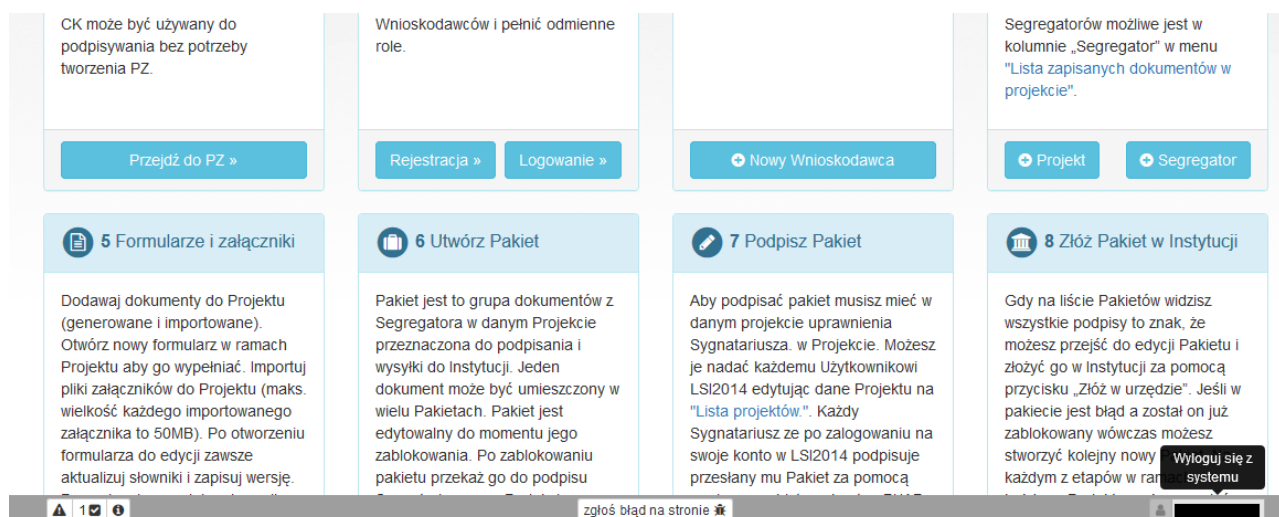 CK może być używany do
podpisywania bez potrzeby
tworzenia PZ.
Przejdź do PZ »
Wnioskodawców i pełnić odmienne
role.
Rejestracja »
Logowanie »
Nowy Wnioskodawca
Segregatorów możliwe jest w
kolumnie „Segregator" w menu
"Lista zapisanych dokumentów w
projekcie".
Projekt
Segregator
5 Formularze i załączniki
Dodawaj dokumenty do Projektu
(generowane i importowane).
Otwórz nowy formularz w ramach
Projektu aby go wypełniać. Importuj
pliki załączników do Projektu (maks.
wielkość każdego importowanego
załącznika to 50MB). Po otworzeniu
formularza do edycji zawsze
aktualizuj słowniki i zapisuj wersję.
6 Utwórz Pakiet
Pakiet jest to grupa dokumentów z
Segregatora w danym Projekcie
przeznaczona do podpisania i
wysyłki do Instytucji. Jeden
dokument może być umieszczony w
wielu Pakietach. Pakiet jest
edytowalny do momentu jego
zablokowania. Po zablokowaniu
pakietu przekaż go do podpisu
7 Podpisz Pakiet
Aby podpisać pakiet musisz mieć w
danym projekcie uprawnienia
Sygnatariusza. w Projekcie. Możesz
je nadać każdemu Użytkownikowi
LSI2014 edytując dane Projektu na
"Lista projektów.". Każdy
Sygnatariusz ze po zalogowaniu na
swoje konto w LSI2014 podpisuje
przesłany mu Pakiet za pomocą
8 Złóż Pakiet w Instytucji
Gdy na liście Pakietów widzisz
wszystkie podpisy to znak, że
możesz przejść do edycji Pakietu i
złożyć go w Instytucji za pomocą
przycisku „Złóż w urzędzie". Jeśli w
pakiecie jest błąd a został on już
zablokowany wówczas możesz
stworzyć kolejny nowy
każdym z etapów w
Wyloguj się z
systemu
1
zgłoś błąd na stronie